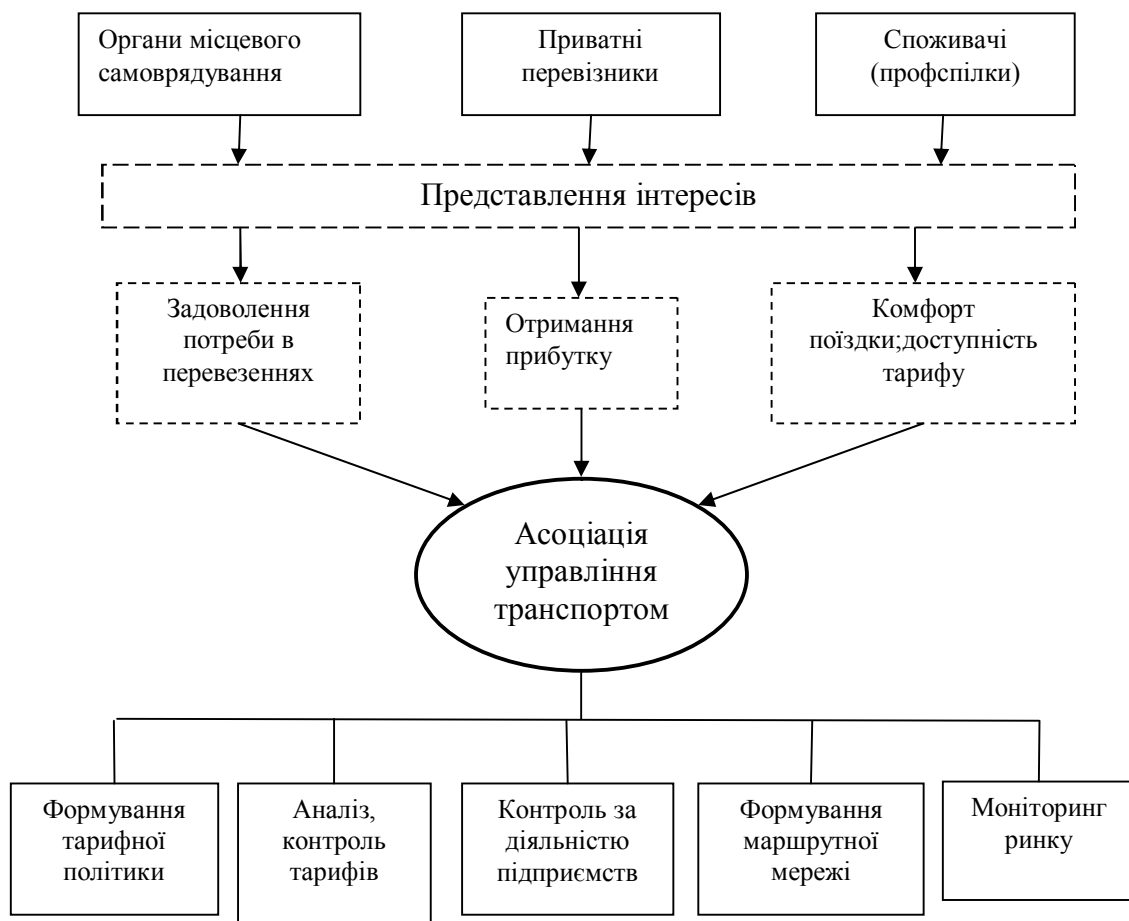 Органи місцевого
самоврядування
Приватні
перевізники
Споживачі
(профспілки)
Представлення інтересів
Задоволення
потреби в
перевезеннях
Отримання
прибутку
Комфорт
поїздки;доступність
тарифу
Асоціація
управління
транспортом
Формування
тарифної
політики
Аналіз,
контроль
тарифів
Контроль за
діяльністю
підприємств
Формування
маршрутної
мережі
Моніторинг
ринку